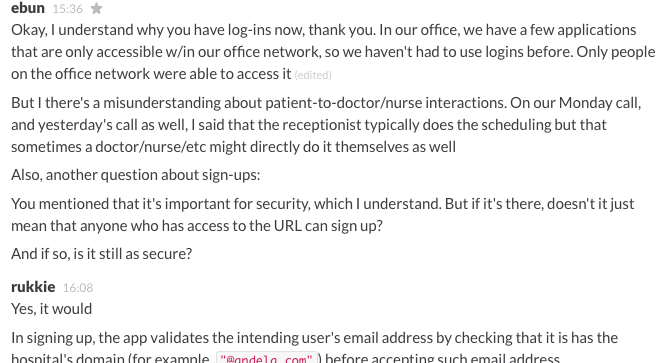 ebun 15:36 ★
Okay, I understand why you have log-ins now, thank you. In our office, we have a few applications
that are only accessible w/in our office network, so we haven't had to use logins before. Only people
on the office network were able to access it (edited)
But I there's a misunderstanding about patient-to-doctor/nurse interactions. On our Monday call,
and yesterday's call as well, I said that the receptionist typically does the scheduling but that
sometimes a doctor/nurse/etc might directly do it themselves as well
Also, another question about sign-ups:
You mentioned that it's important for security, which I understand. But if it's there, doesn't it just
mean that anyone who has access to the URL can sign up?
And if so, is it still as secure?
rukkie 16:08
Yes, it would
In signing up, the app validates the intending user's email address by checking that it is has the
hospital's domain (for example, "@andela.com" ) before accepting such email address